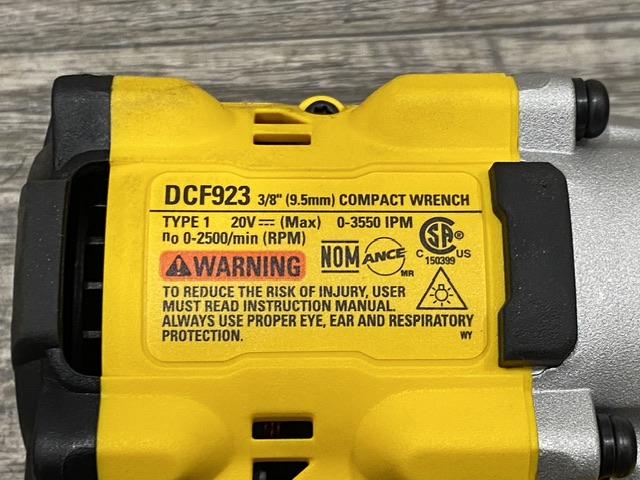 DCF923 3/8" (9.5mm) COMPACT WRENCH
TYPE 1 20V⎓ (Max) 0-3550 IPM
n₀ 0-2500/min (RPM)
WARNING
NOM ANCE MR
C SA ® US
150399
TO REDUCE THE RISK OF INJURY, USER
MUST READ INSTRUCTION MANUAL.
ALWAYS USE PROPER EYE, EAR AND RESPIRATORY
PROTECTION.
WY